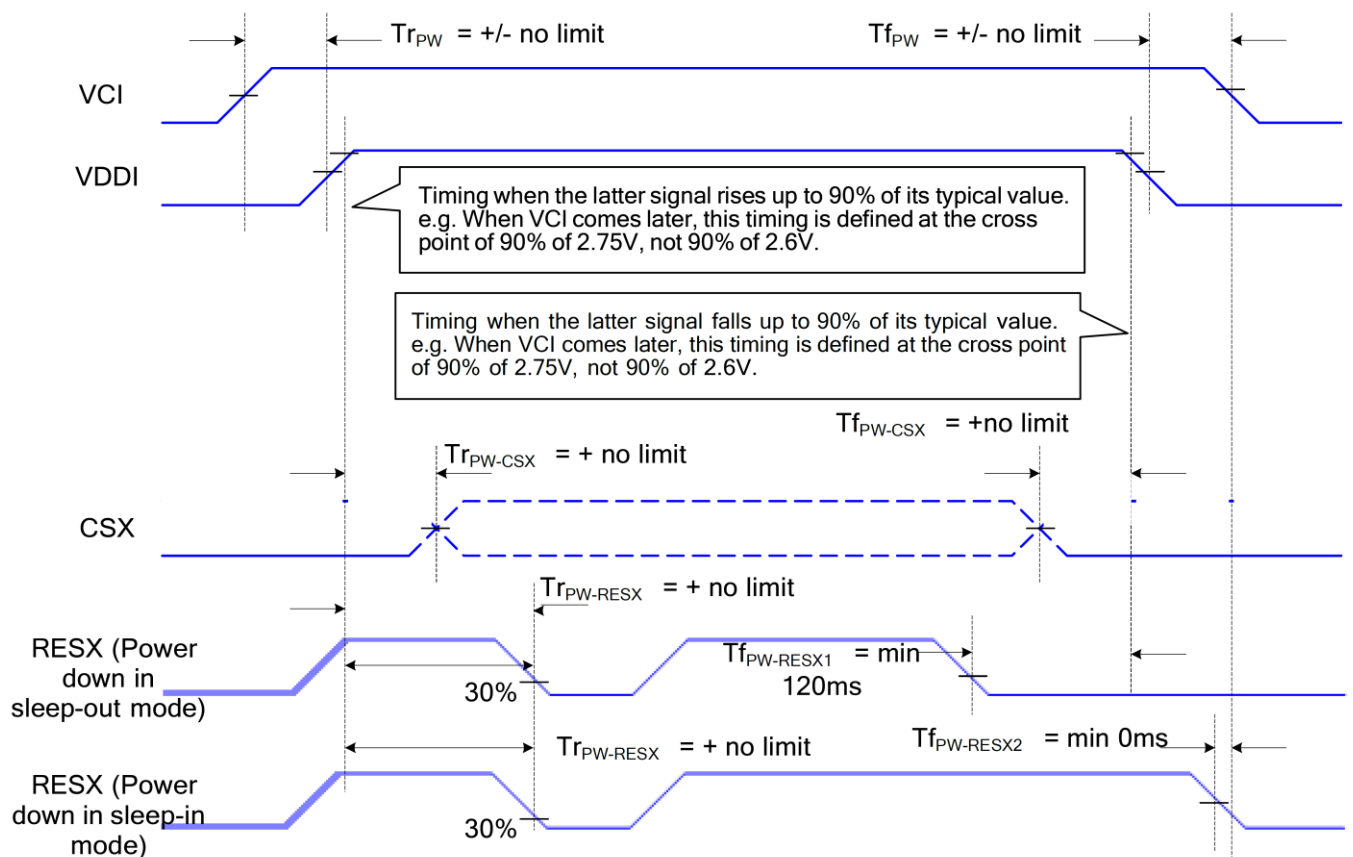 TrPW = +/- no limit
TfPW = +/- no limit
VCI
VDDI
Timing when the latter signal rises up to 90% of its typical value.
e.g. When VCI comes later, this timing is defined at the cross
point of 90% of 2.75V, not 90% of 2.6V.
Timing when the latter signal falls up to 90% of its typical value.
e.g. When VCI comes later, this timing is defined at the cross point
of 90% of 2.75V, not 90% of 2.6V.
TfPW-CSX = +no limit
TrPW-CSX = + no limit
CSX
TrPW-RESX = + no limit
RESX (Power
down in
sleep-out mode)
30%
TfPW-RESX1 = min
120ms
TrPW-RESX = + no limit
TfPW-RESX2 = min 0ms
RESX (Power
down in sleep-in
mode)
30%